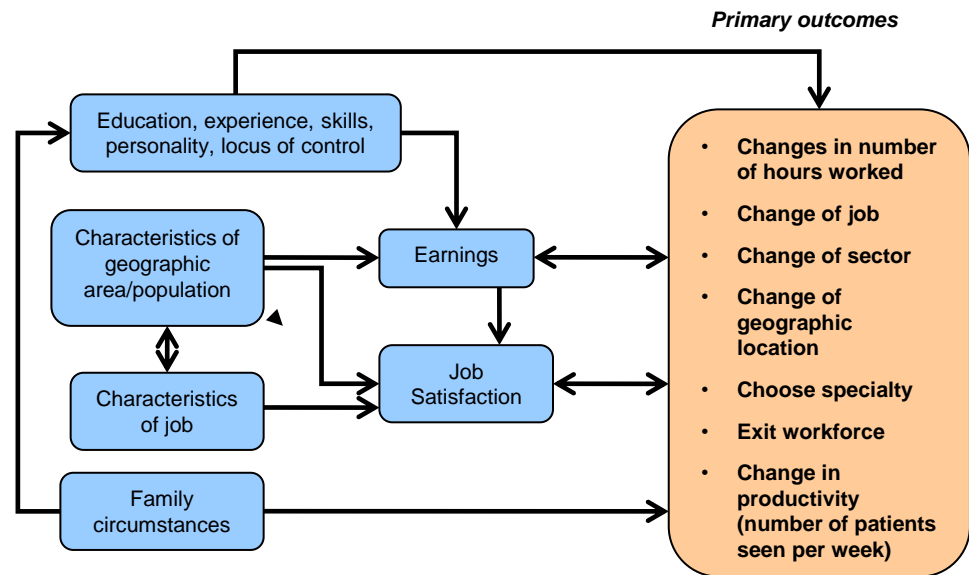 Primary outcomes
Education, experience, skills,
personality, locus of control
Characteristics of
geographic
area/population
Earnings
Characteristics
of job
Job
Satisfaction
Family
circumstances
• Changes in number
of hours worked
• Change of job
• Change of sector
• Change of
geographic
location
• Choose specialty
• Exit workforce
• Change in
productivity
(number of patients
seen per week)